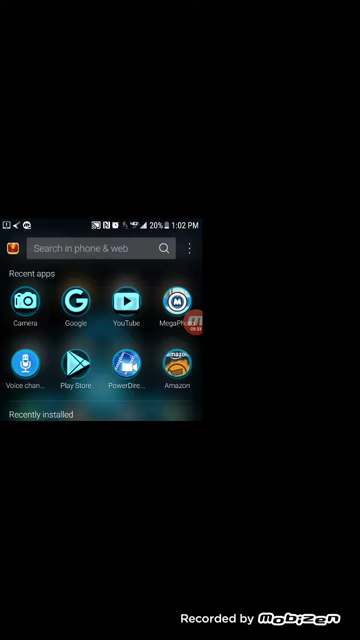 20% 1:02 PM
Search in phone & web
Recent apps
Camera Google YouTube MegaPho
Voice chan... Play Store PowerDire... Amazon
Recently installed
Recorded by MobiZen